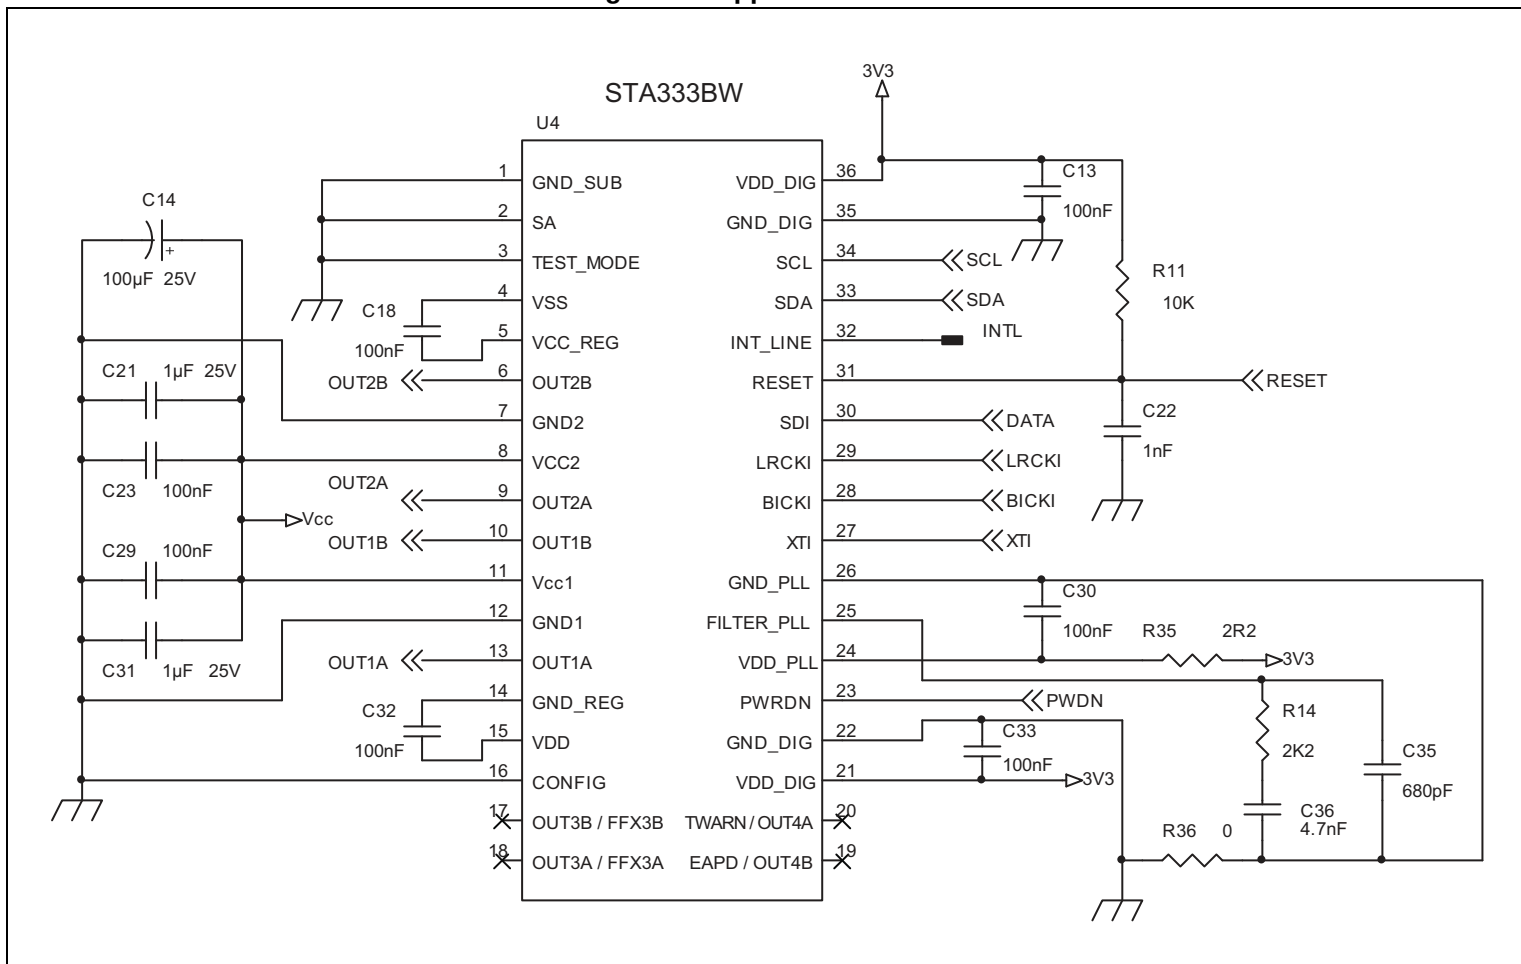 STA333BW
U4
3V3
1 GND_SUB
2 SA
3 TEST_MODE
4 VSS
5 VCC_REG
6 OUT2B
7 GND2
8 VCC2
9 OUT2A
10 OUT1B
11 Vcc1
12 GND1
13 OUT1A
14 GND_REG
15 VDD
16 CONFIG
17 OUT3B / FFX3B
18 OUT3A / FFX3A
VDD_DIG 36
GND_DIG 35
SCL 34
SDA 33
INT_LINE 32
RESET 31
SDI 30
LRCKI 29
BICKI 28
XTI 27
GND_PLL 26
FILTER_PLL 25
VDD_PLL 24
PWRDN 23
GND_DIG 22
VDD_DIG 21
TWARN / OUT4A 20
EAPD / OUT4B 19
C14
+
100µF 25V
C18
100nF
OUT2B
C21 1µF 25V
C23 100nF
OUT2A
Vcc
OUT1B
C29 100nF
C31 1µF 25V
OUT1A
C32
100nF
C13
100nF
SCL
SDA
INTL
R11
10K
RESET
C22
1nF
DATA
LRCKI
BICKI
XTI
C30
100nF
R35 2R2
3V3
PWDN
C33
100nF
3V3
R14
2K2
C35
680pF
C36
4.7nF
R36 0